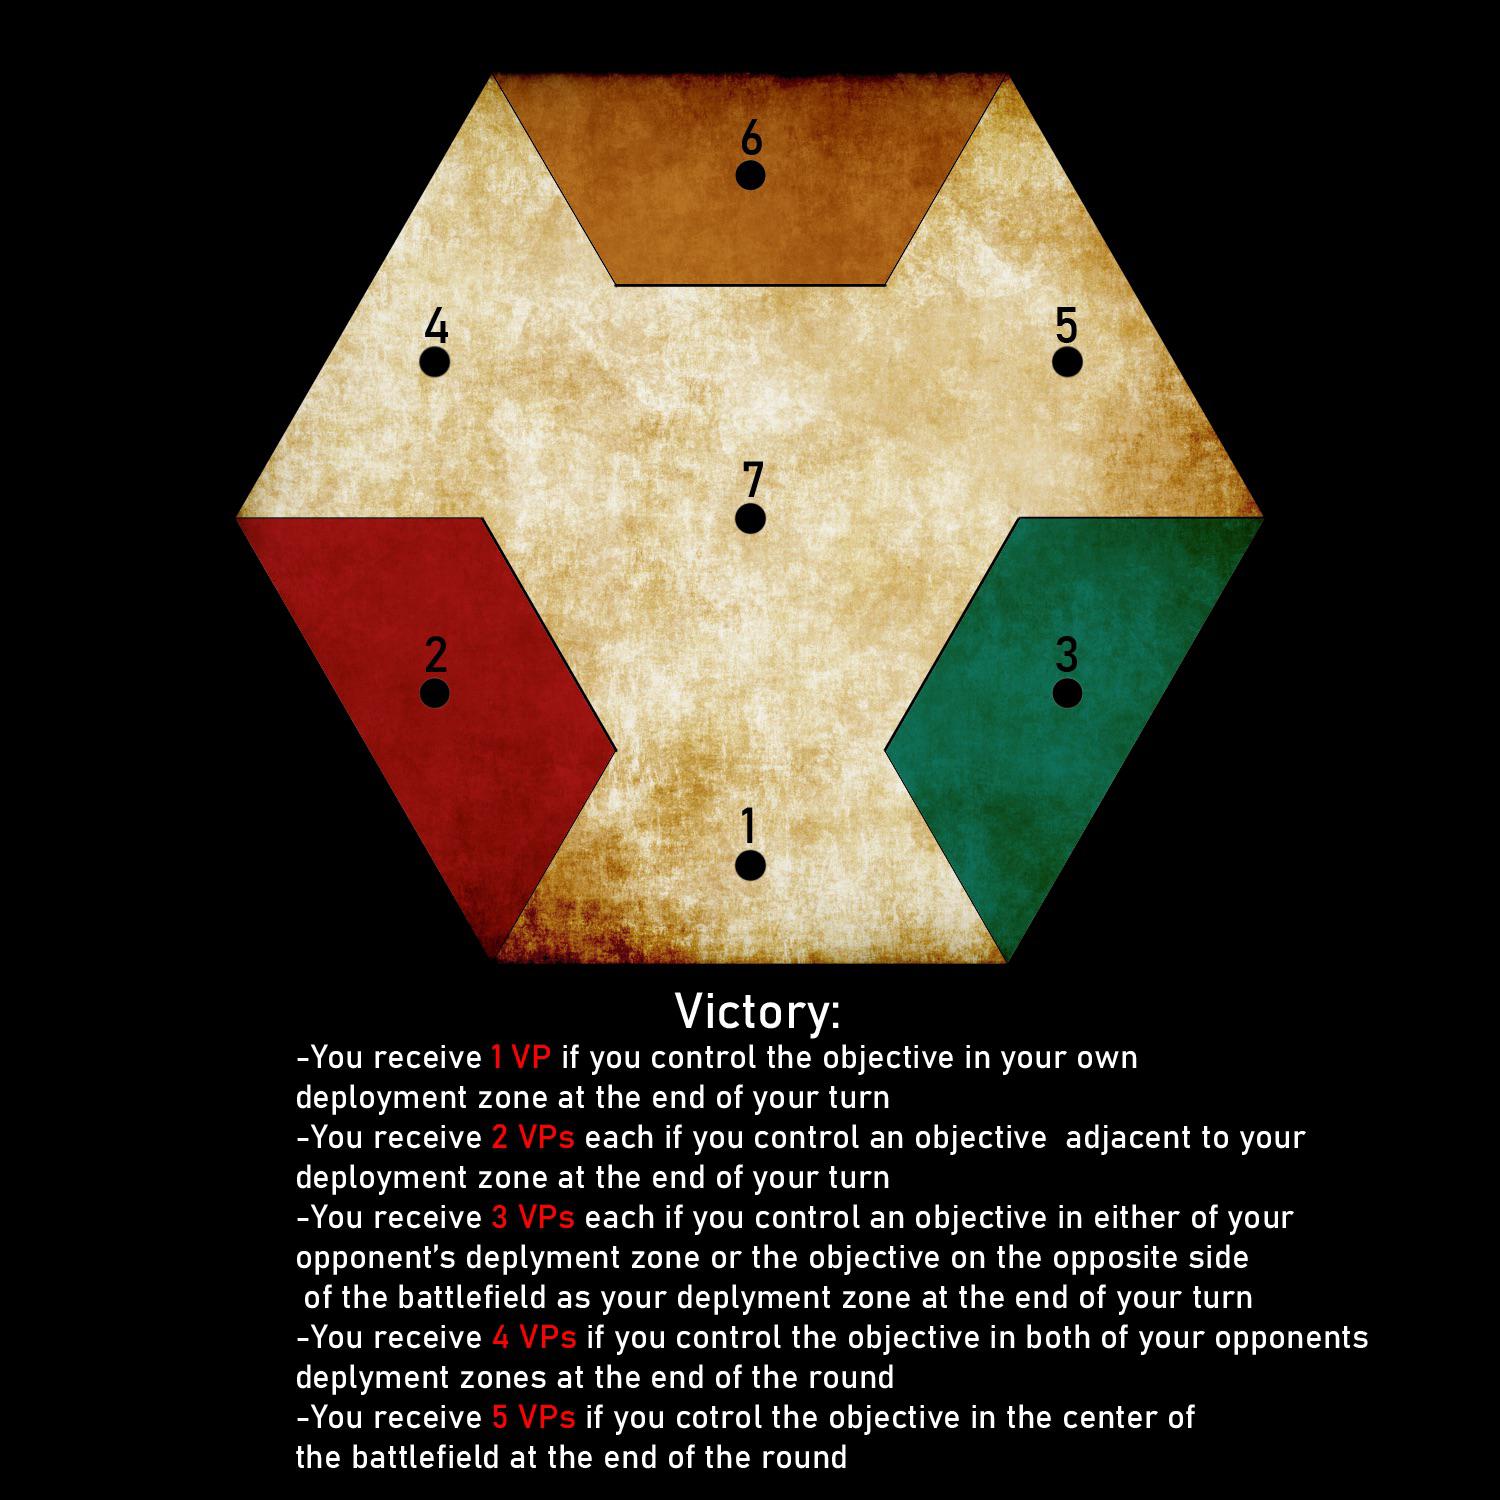 6
4
5
7
2
3
1
Victory:
-You receive 1 VP if you control the objective in your own
deployment zone at the end of your turn
-You receive 2 VPs each if you control an objective  adjacent to your
deployment zone at the end of your turn
-You receive 3 VPs each if you control an objective in either of your
opponent’s deplyment zone or the objective on the opposite side
of the battlefield as your deplyment zone at the end of your turn
-You receive 4 VPs if you control the objective in both of your opponents
deplyment zones at the end of the round
-You receive 5 VPs if you cotrol the objective in the center of
the battlefield at the end of the round